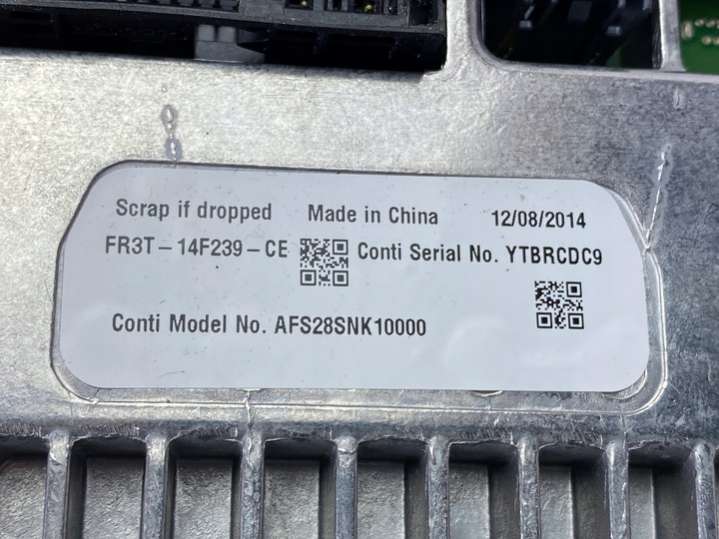 Scrap if dropped Made in China 12/08/2014
FR3T-14F239-CE Conti Serial No. YTBRCDC9
Conti Model No. AFS28SNK10000